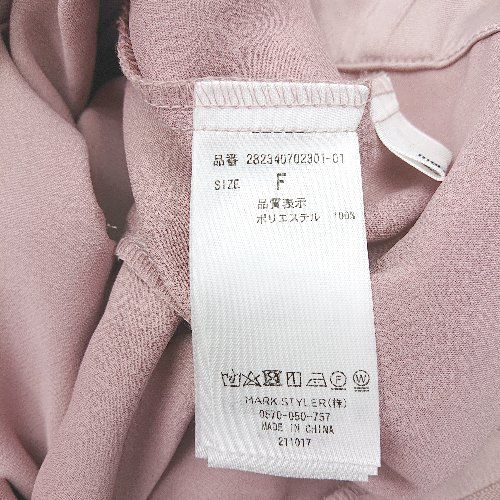 品番 282340702301-01
SIZE F
品質表示
ポリエステル 100%
MARK STYLER(株)
0570-050-757
MADE IN CHINA
211017